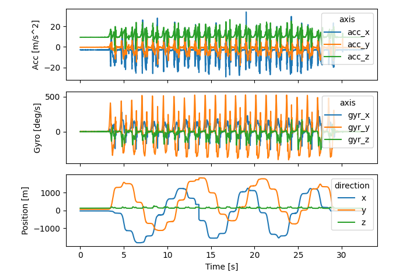 Acc [m/s^2]
20
0
−20
axis
acc_x
acc_y
acc_z
Gyro [deg/s]
500
0
axis
gyr_x
gyr_y
gyr_z
Position [m]
1000
0
−1000
direction
x
y
z
0 5 10 15 20 25 30
Time [s]